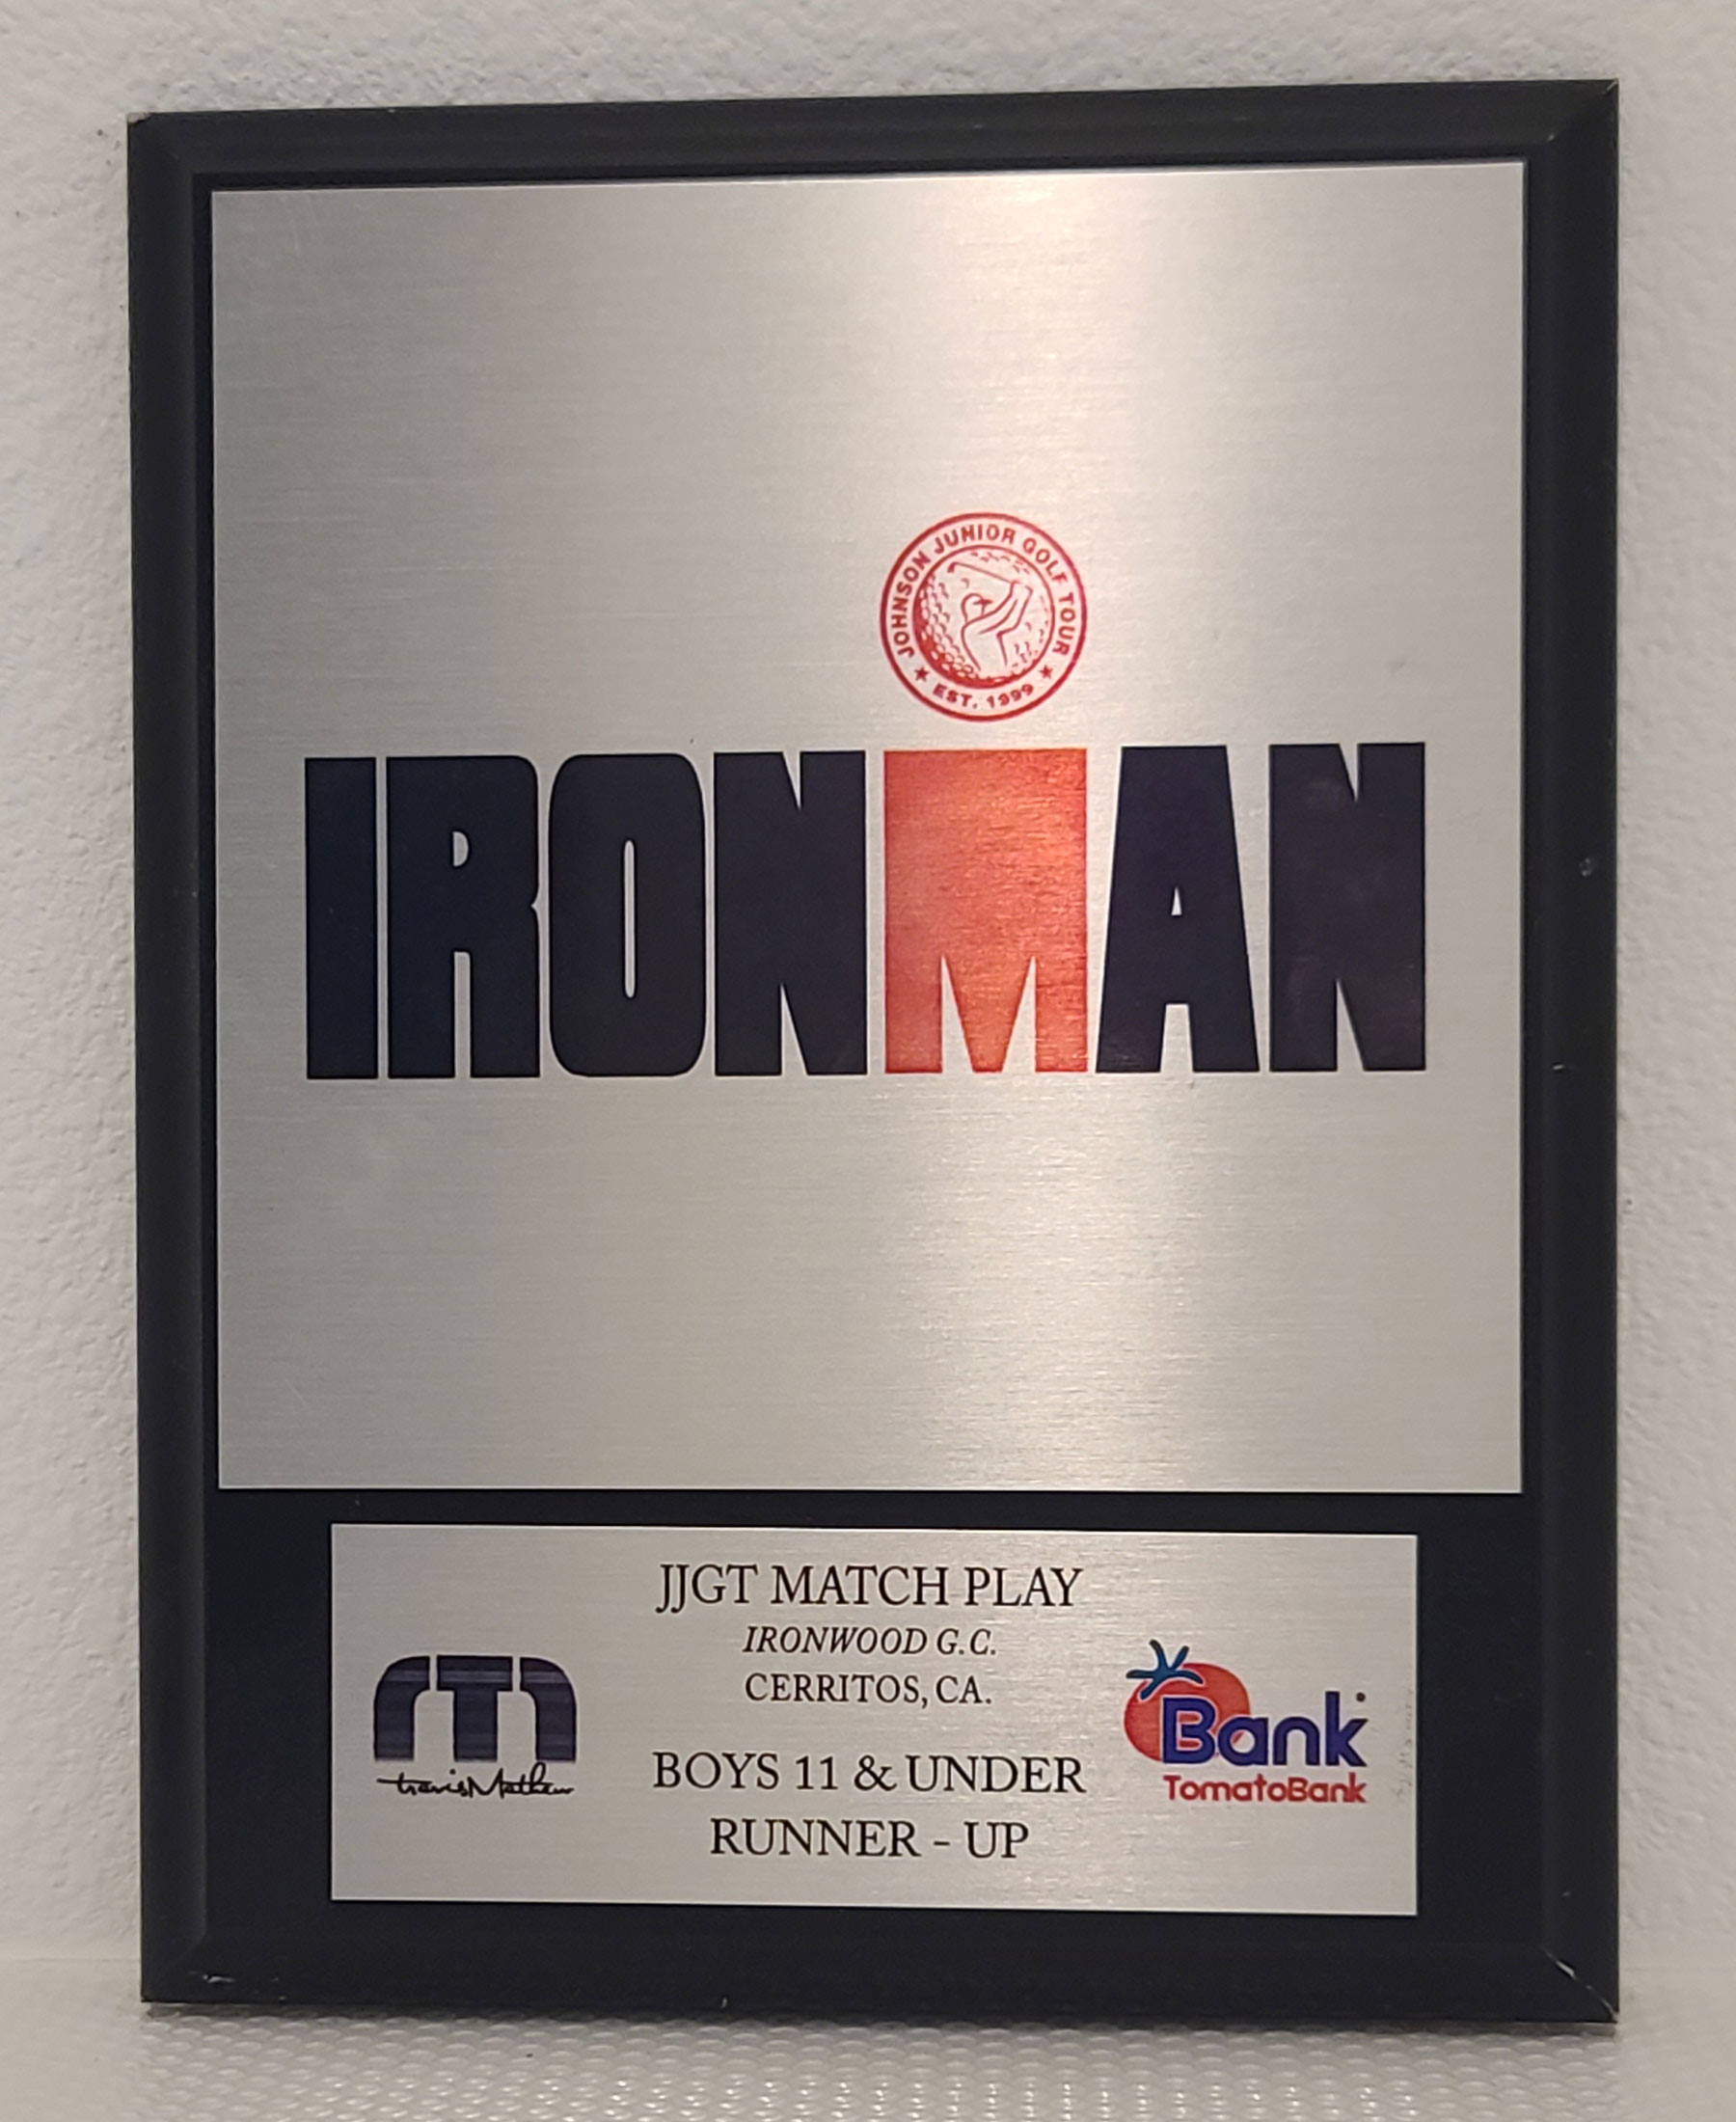 JOHNSON JUNIOR GOLF TOUR
★ EST. 1999 ★
IRONMAN
JJGT MATCH PLAY
IRONWOOD G.C.
CERRITOS, CA.
BOYS 11 & UNDER
RUNNER - UP
travisMathew
Bank
TomatoBank